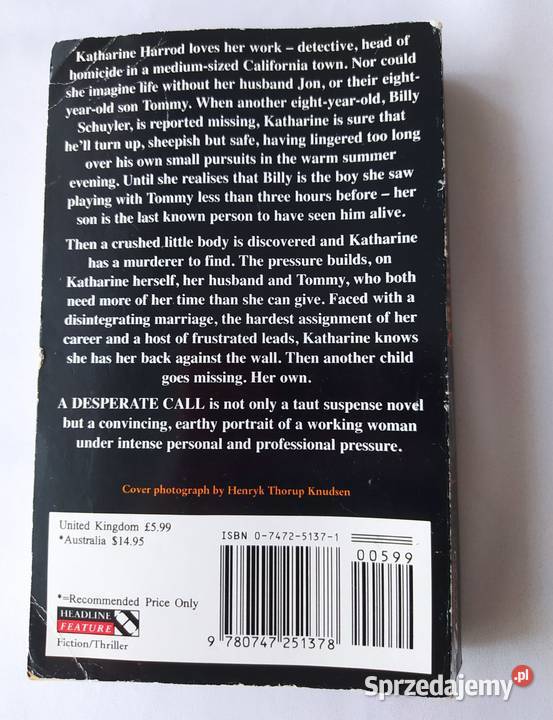 Katharine Harrod loves her work – detective, head of
homicide in a medium-sized California town. Nor could
she imagine life without her husband Jon, or their eight-
year-old son Tommy. When another eight-year-old, Billy
Schuyler, is reported missing, Katharine is sure that
he'll turn up, sheepish but safe, having lingered too long
over his own small pursuits in the warm summer
evening. Until she realises that Billy is the boy she saw
playing with Tommy less than three hours before – her
son is the last known person to have seen him alive.
Then a crushed little body is discovered and Katharine
has a murderer to find. The pressure builds, on
Katharine herself, her husband and Tommy, who both
need more of her time than she can give. Faced with a
disintegrating marriage, the hardest assignment of her
career and a host of frustrated leads, Katharine knows
she has her back against the wall. Then another child
goes missing. Her own.
A DESPERATE CALL is not only a taut suspense novel
but a convincing, earthy portrait of a working woman
under intense personal and professional pressure.
Cover photograph by Henryk Thorup Knudsen
United Kingdom £5.99
*Australia $14.95
*=Recommended Price Only
HEADLINE
FEATURE
Fiction/Thriller
ISBN 0-7472-5137-1
00599
9 780747 251378
Sprzedajemy.pl